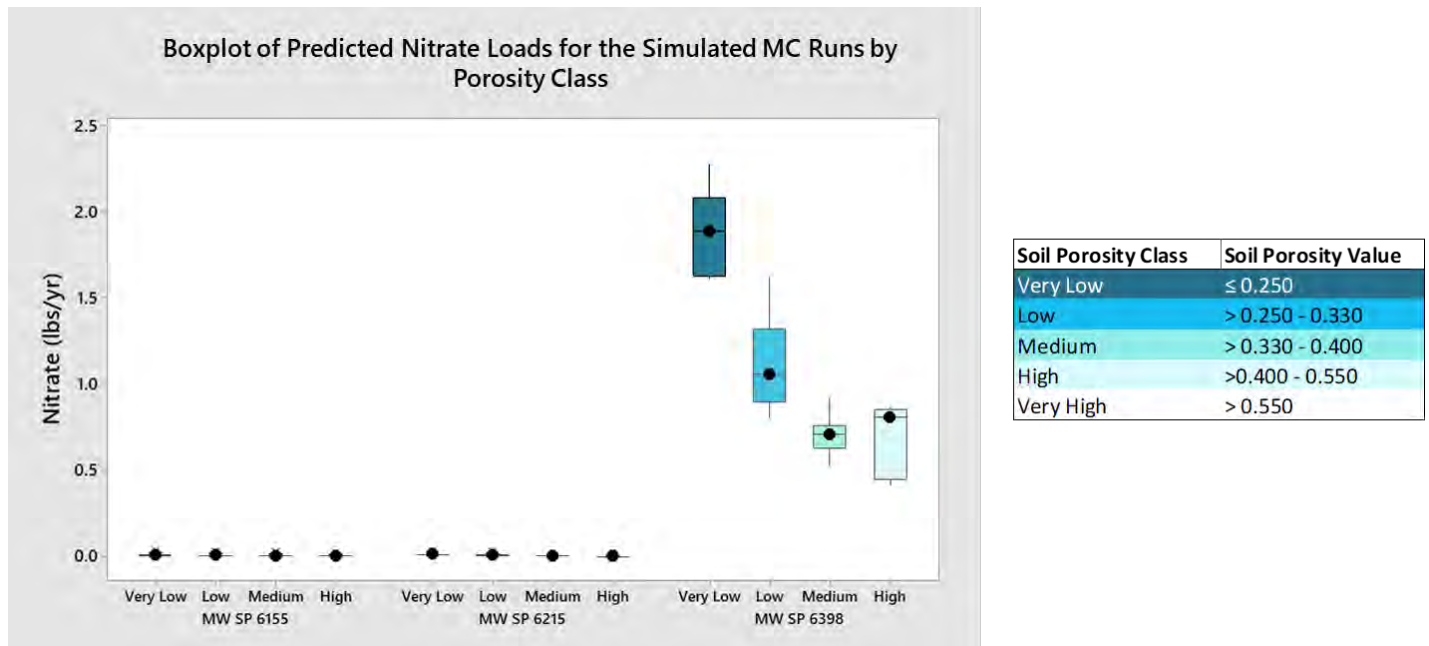 Boxplot of Predicted Nitrate Loads for the Simulated MC Runs by
Porosity Class
Nitrate (lbs/yr)
2.5
2.0
1.5
1.0
0.5
0.0
Very Low Low Medium High Very Low Low Medium High Very Low Low Medium High
MW SP 6155 MW SP 6215 MW SP 6398
Soil Porosity Class Soil Porosity Value
Very Low ≤ 0.250
Low > 0.250 - 0.330
Medium > 0.330 - 0.400
High >0.400 - 0.550
Very High > 0.550